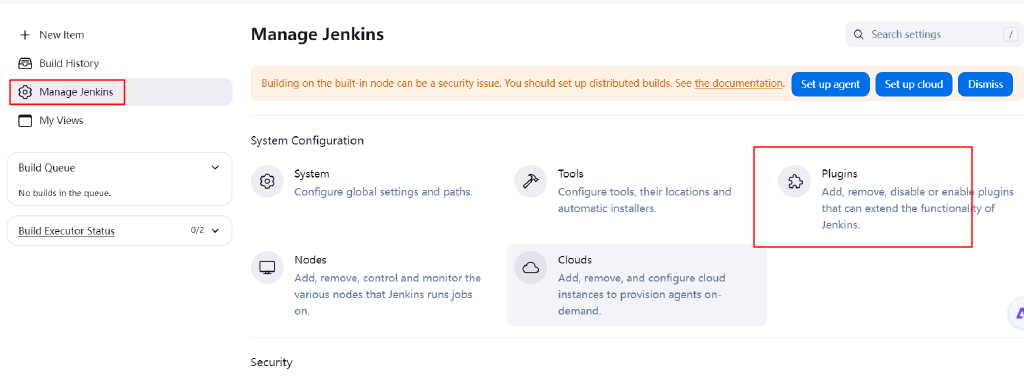 New Item
Build History
Manage Jenkins
My Views
Build Queue
No builds in the queue.
Build Executor Status 0/2
Manage Jenkins
Search settings /
Building on the built-in node can be a security issue. You should set up distributed builds. See the documentation.
Set up agent
Set up cloud
Dismiss
System Configuration
System
Configure global settings and paths.
Tools
Configure tools, their locations and
automatic installers.
Plugins
Add, remove, disable or enable plugins
that can extend the functionality of
Jenkins.
Nodes
Add, remove, control and monitor the
various nodes that Jenkins runs jobs
on.
Clouds
Add, remove, and configure cloud
instances to provision agents on-
demand.
Security